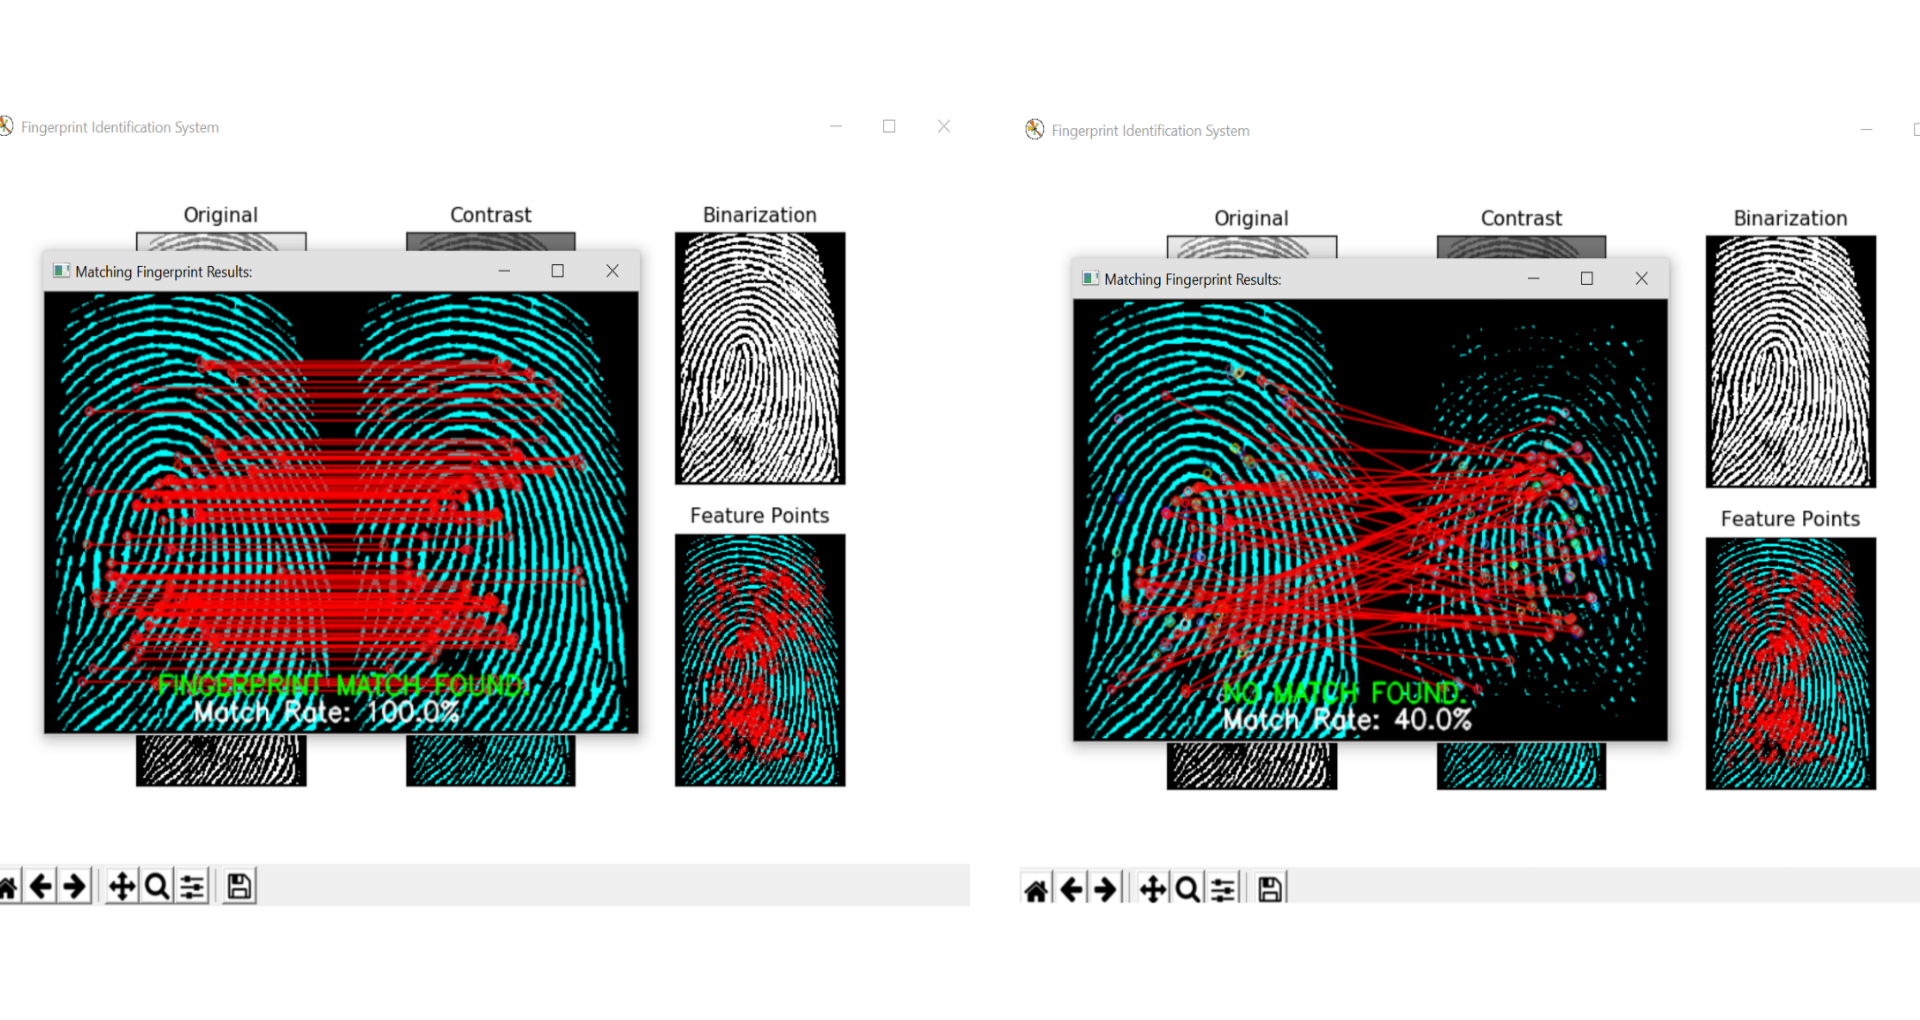 Fingerprint Identification System
Original
Contrast
Binarization
Matching Fingerprint Results:
FINGERPRINT MATCH FOUND.
Match Rate: 100.0%
Feature Points
Fingerprint Identification System
Original
Contrast
Binarization
Matching Fingerprint Results:
NO MATCH FOUND.
Match Rate: 40.0%
Feature Points